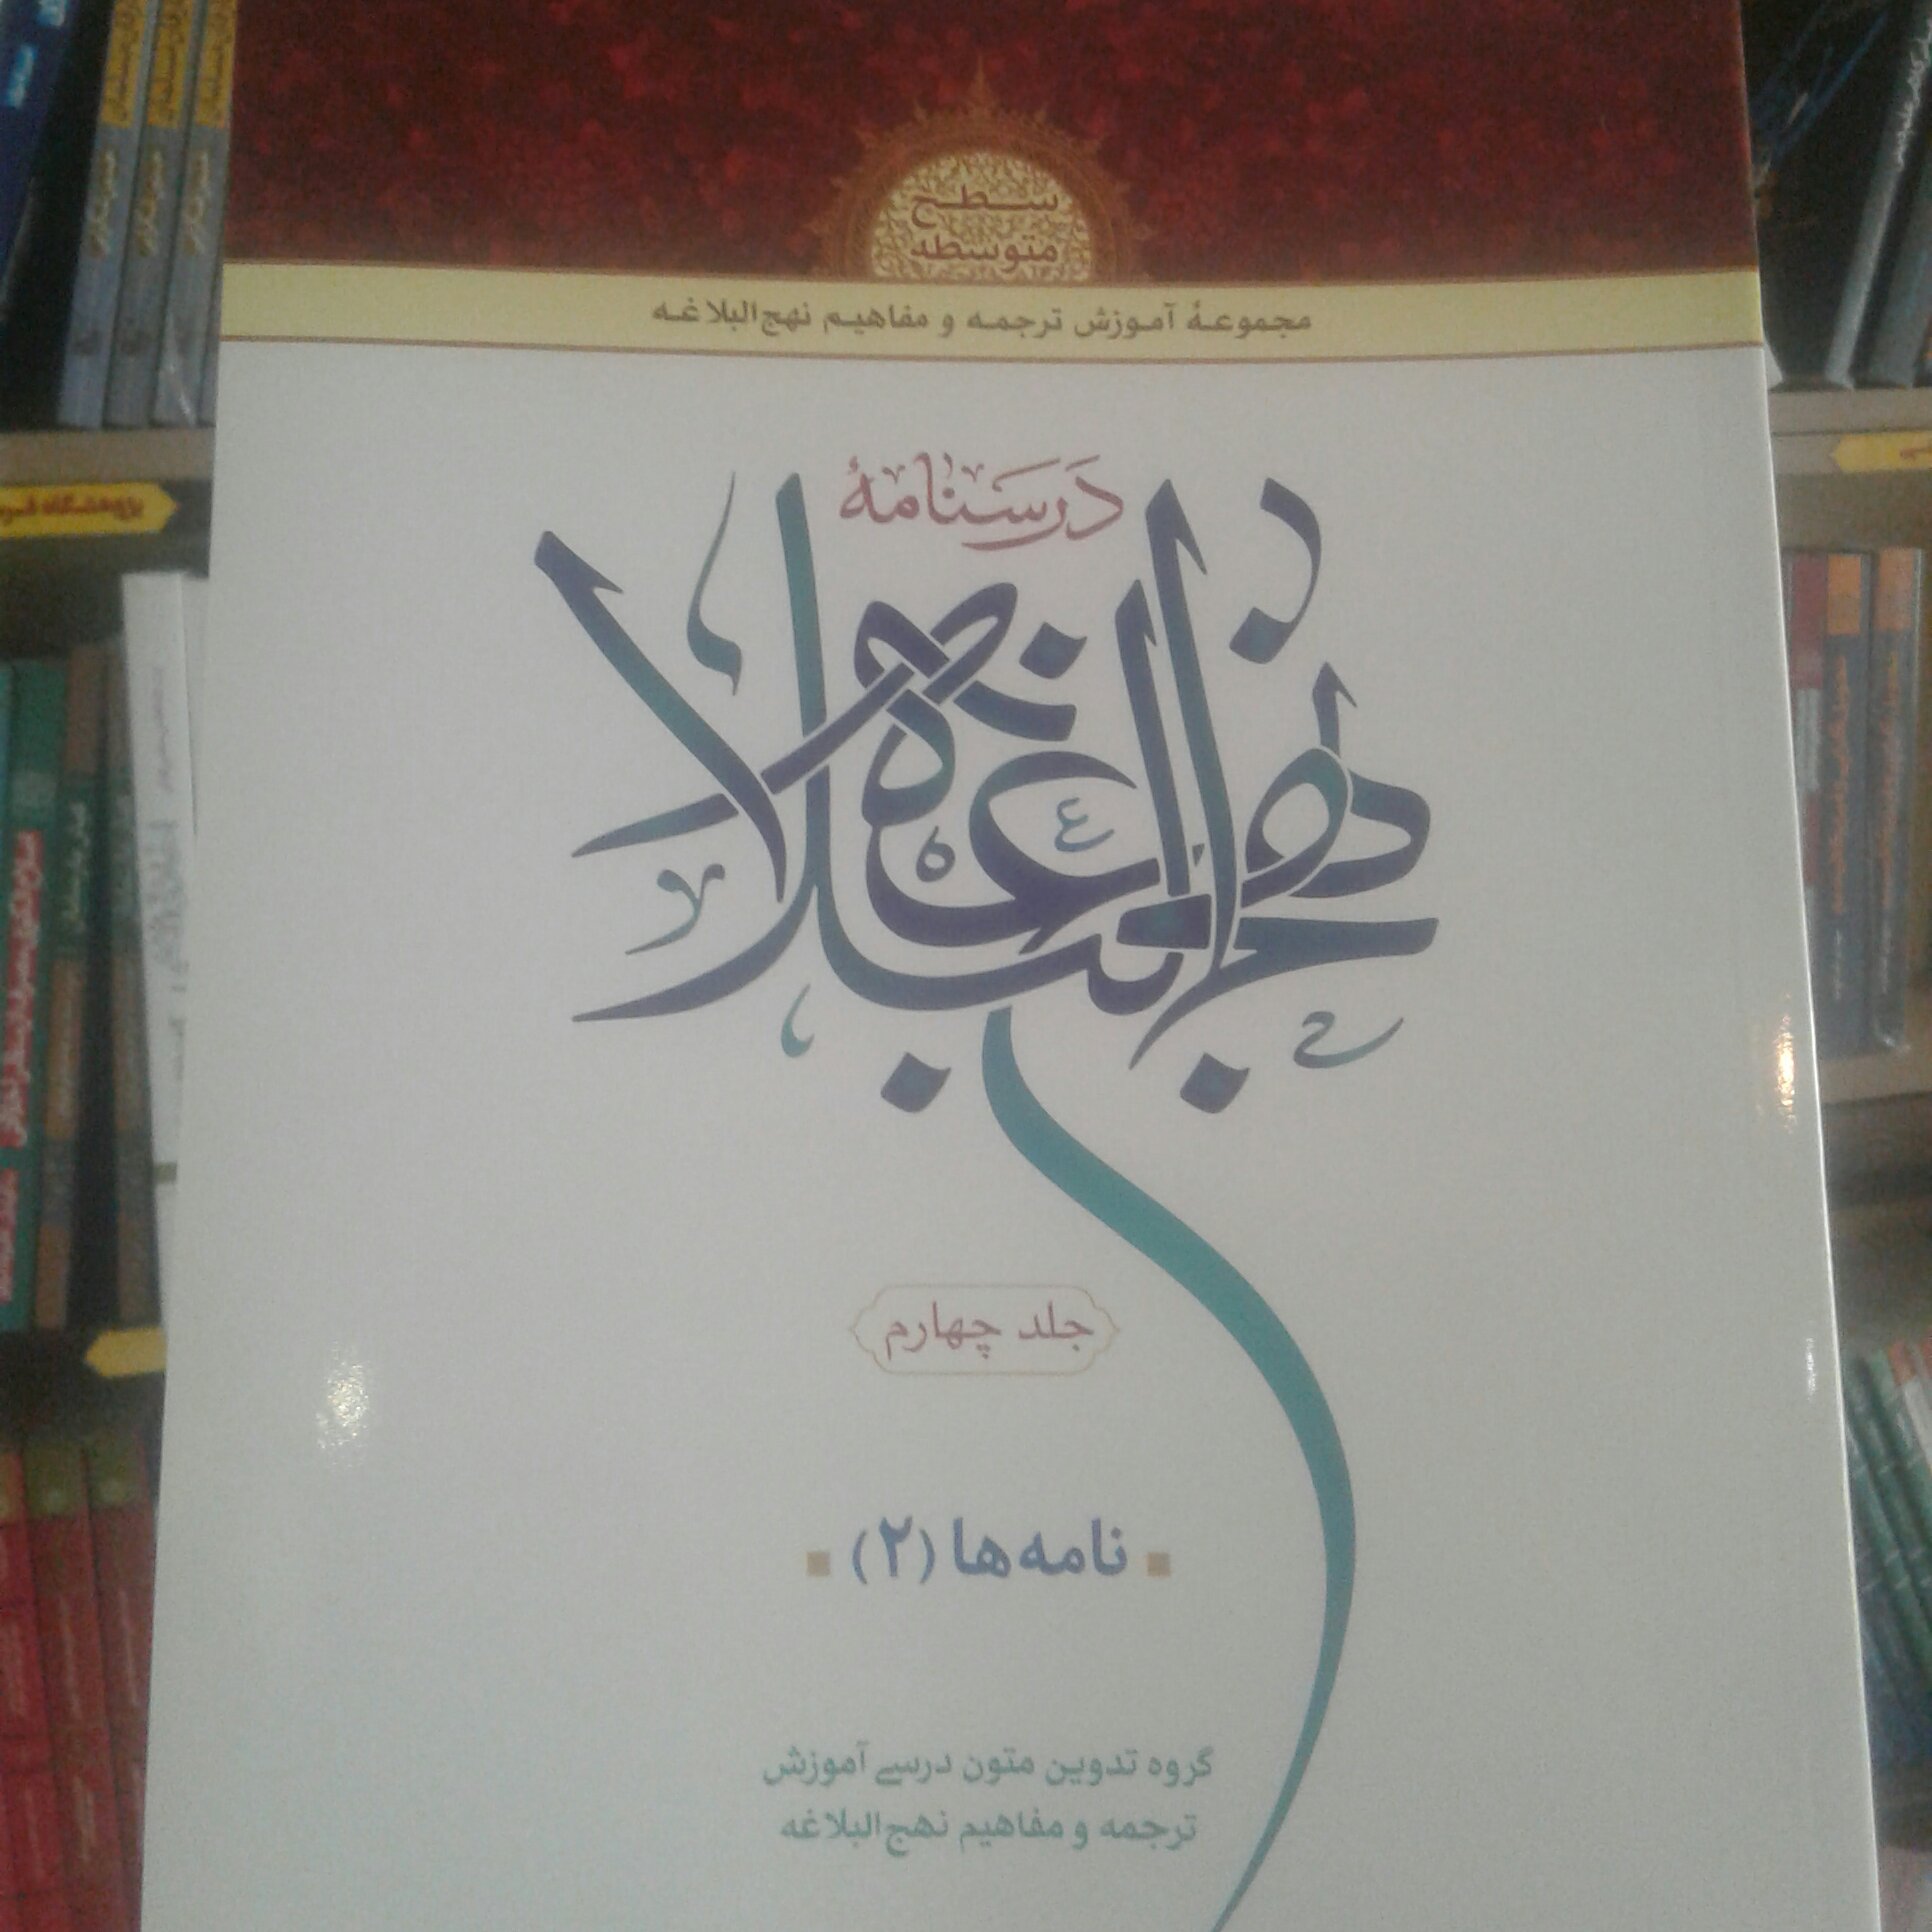 سطح
متوسطه
مجموعهٔ آموزش ترجمه و مفاهیم نهج‌البلاغه
درسنامهٔ
نهج البلاغه
جلد چهارم
نامه‌ها (۲)
گروه تدوین متون درسی آموزش
ترجمه و مفاهیم نهج‌البلاغه